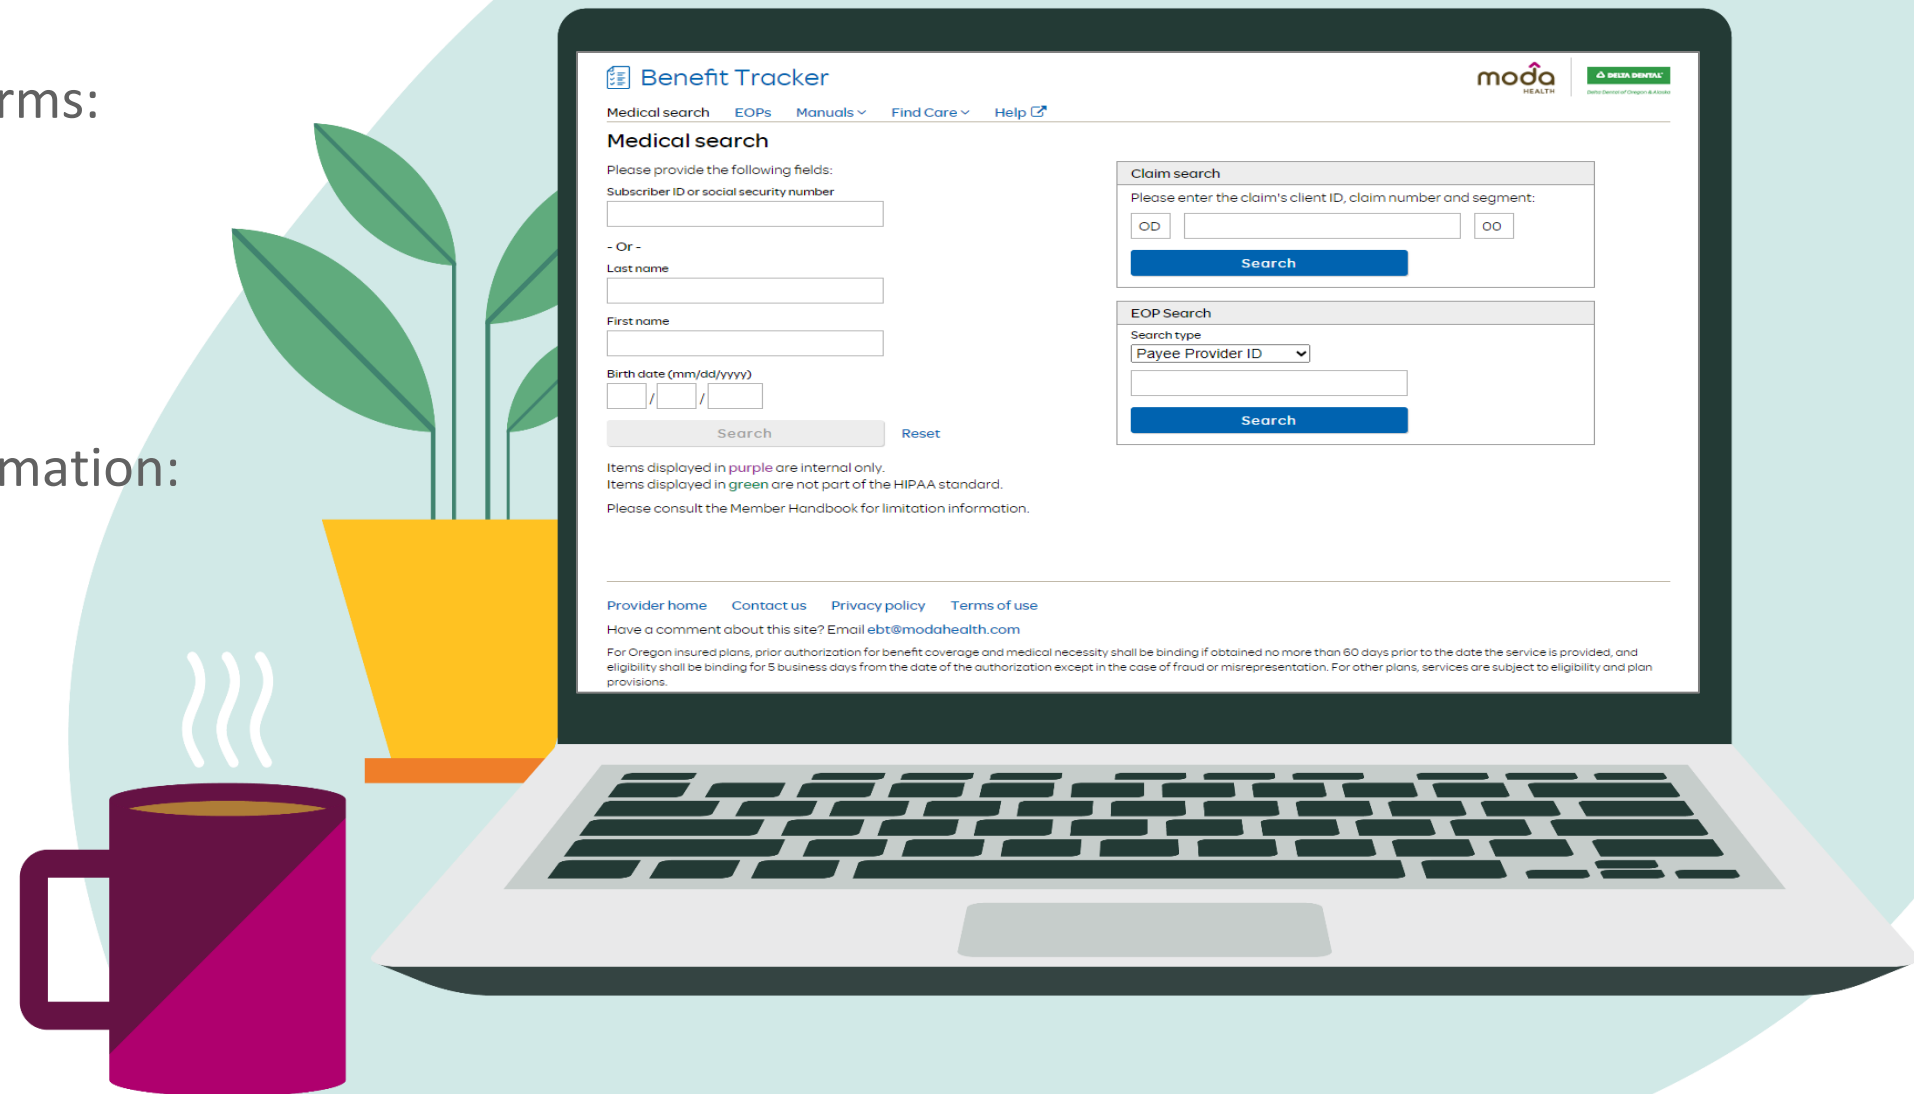 rms:
mation:
Benefit Tracker
moda
HEALTH
DELTA DENTAL
Delta Dental of Oregon & Alaska
Medical search EOPs Manuals Find Care Help
Medical search
Please provide the following fields:
Subscriber ID or social security number
- Or -
Last name
First name
Birth date (mm/dd/yyyy)
/ /
Search Reset
Items displayed in purple are internal only.
Items displayed in green are not part of the HIPAA standard.
Please consult the Member Handbook for limitation information.
Claim search
Please enter the claim's client ID, claim number and segment:
OD 00
Search
EOP Search
Search type
Payee Provider ID
Search
Provider home Contact us Privacy policy Terms of use
Have a comment about this site? Email ebt@modahealth.com
For Oregon insured plans, prior authorization for benefit coverage and medical necessity shall be binding if obtained no more than 60 days prior to the date the service is provided, and
eligibility shall be binding for 5 business days from the date of the authorization except in the case of fraud or misrepresentation. For other plans, services are subject to eligibility and plan
provisions.